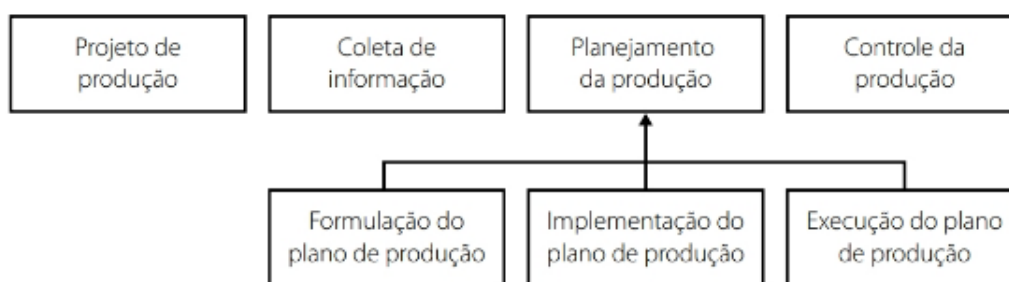 Projeto de
produção
Coleta de
informação
Planejamento
da produção
Controle da
produção
Formulação do
plano de produção
Implementação do
plano de produção
Execução do plano
de produção